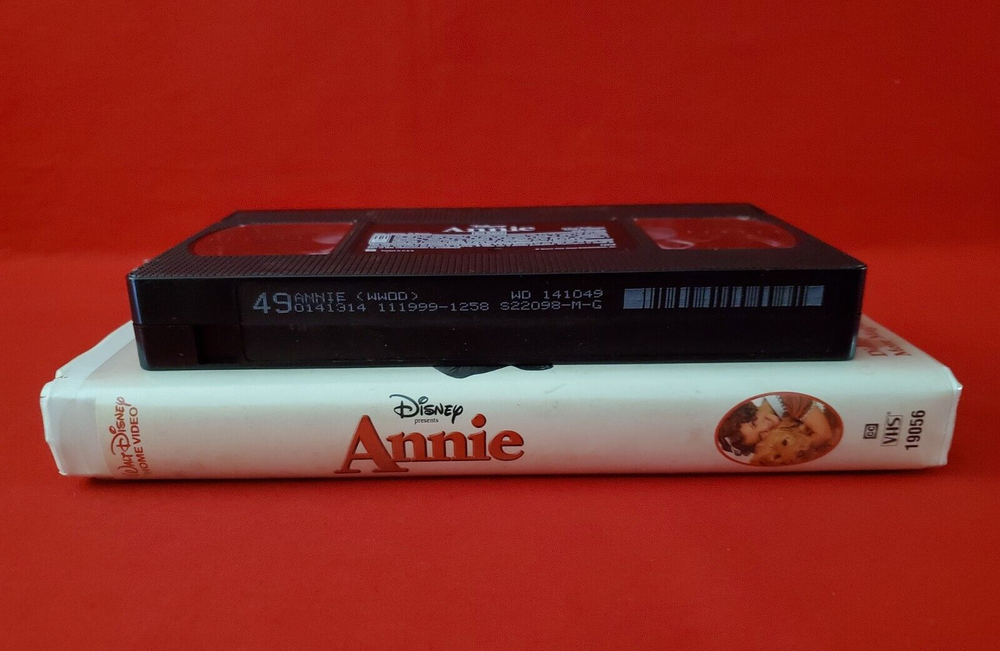 Annie
49 ANNIE (WWOD) WD 141049
0141314 111999-1258 S22098-M-G
WALT DISNEY
HOME VIDEO
Disney
presents
Annie
CC
VHS
19056